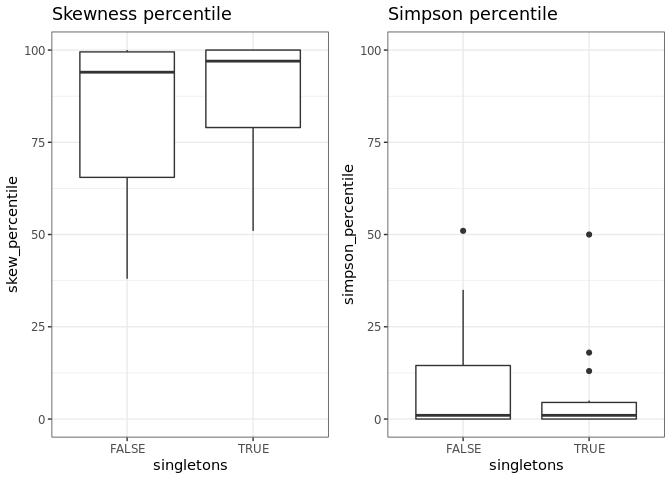 Skewness percentile
100
75
50
25
0
skew_percentile
FALSE
TRUE
singletons
Simpson percentile
100
75
50
25
0
simpson_percentile
FALSE
TRUE
singletons